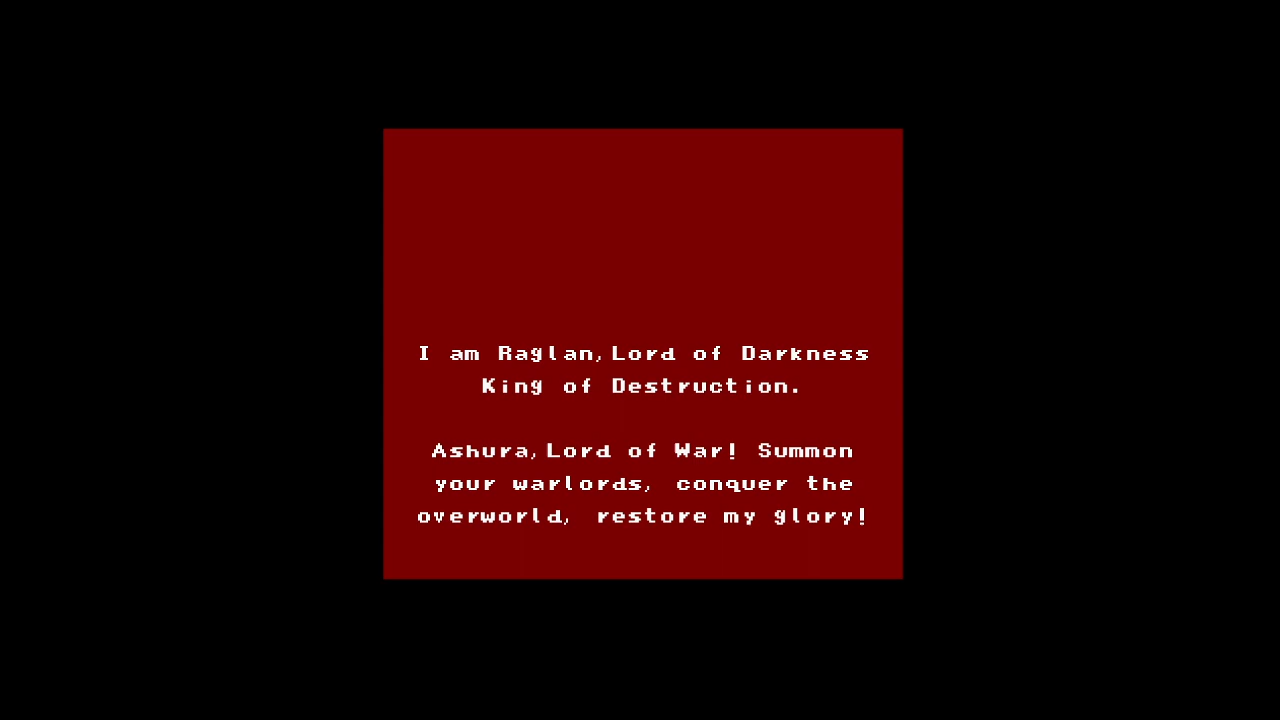 I am Raglan, Lord of Darkness
King of Destruction.
Ashura, Lord of War! Summon
your warlords, conquer the
overworld, restore my glory!